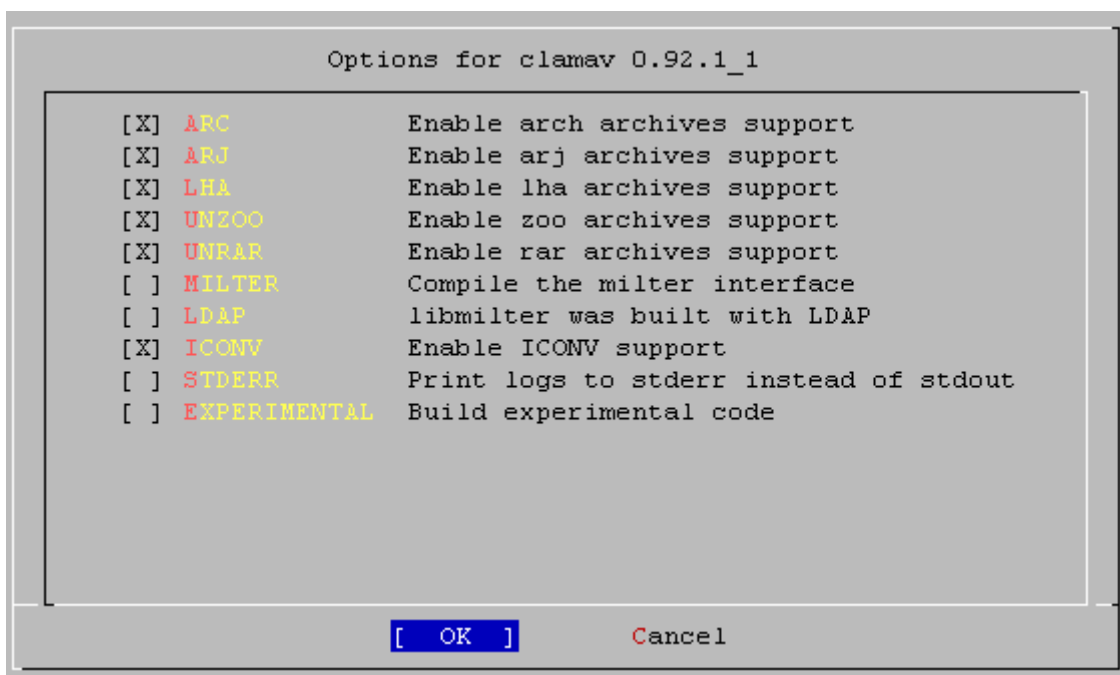 Options for clamav 0.92.1_1
[X] ARC Enable arch archives support
[X] ARJ Enable arj archives support
[X] LHA Enable lha archives support
[X] UNZOO Enable zoo archives support
[X] UNRAR Enable rar archives support
[ ] MILTER Compile the milter interface
[ ] LDAP libmilter was built with LDAP
[X] ICONV Enable ICONV support
[ ] STDERR Print logs to stderr instead of stdout
[ ] EXPERIMENTAL Build experimental code
[ OK ] Cancel